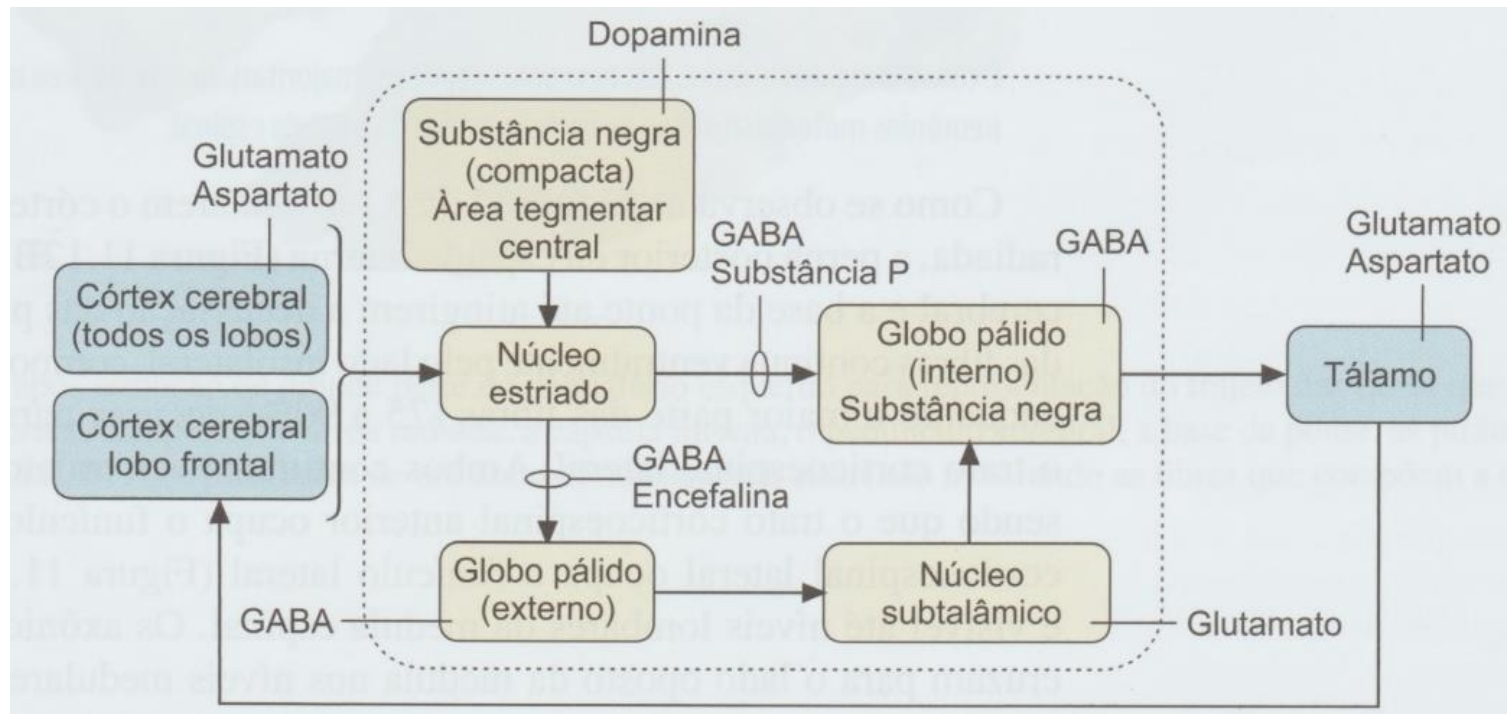 Dopamina
Substância negra
(compacta)
Àrea tegmentar
central
Glutamato
Aspartato
Córtex cerebral
(todos os lobos)
Córtex cerebral
lobo frontal
Núcleo
estriado
GABA
Substância P
GABA
Globo pálido
(interno)
Substância negra
Glutamato
Aspartato
Tálamo
GABA
Encefalina
Globo pálido
(externo)
GABA
Núcleo
subtalâmico
Glutamato